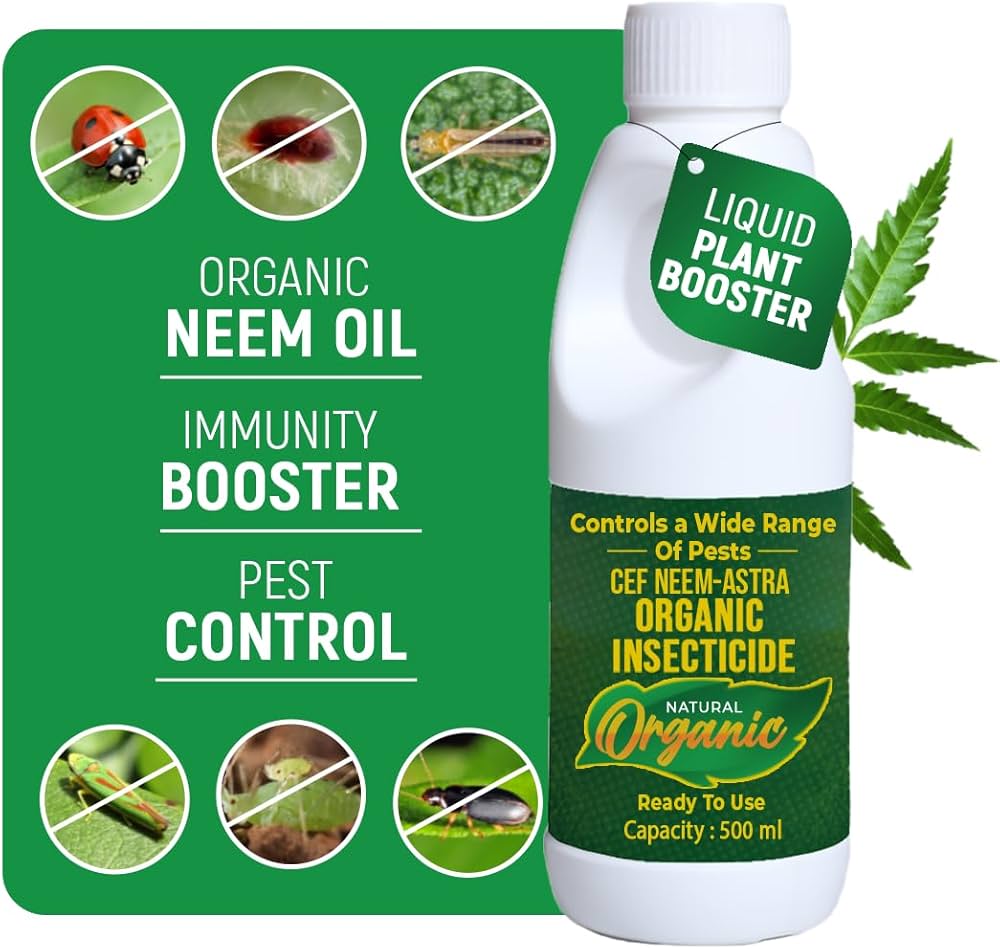 ORGANIC
NEEM OIL
IMMUNITY
BOOSTER
PEST
CONTROL
LIQUID
PLANT
BOOSTER
Controls a Wide Range
Of Pests
CEF NEEM-ASTRA
ORGANIC
INSECTICIDE
NATURAL
Organic
Ready To Use
Capacity : 500 ml